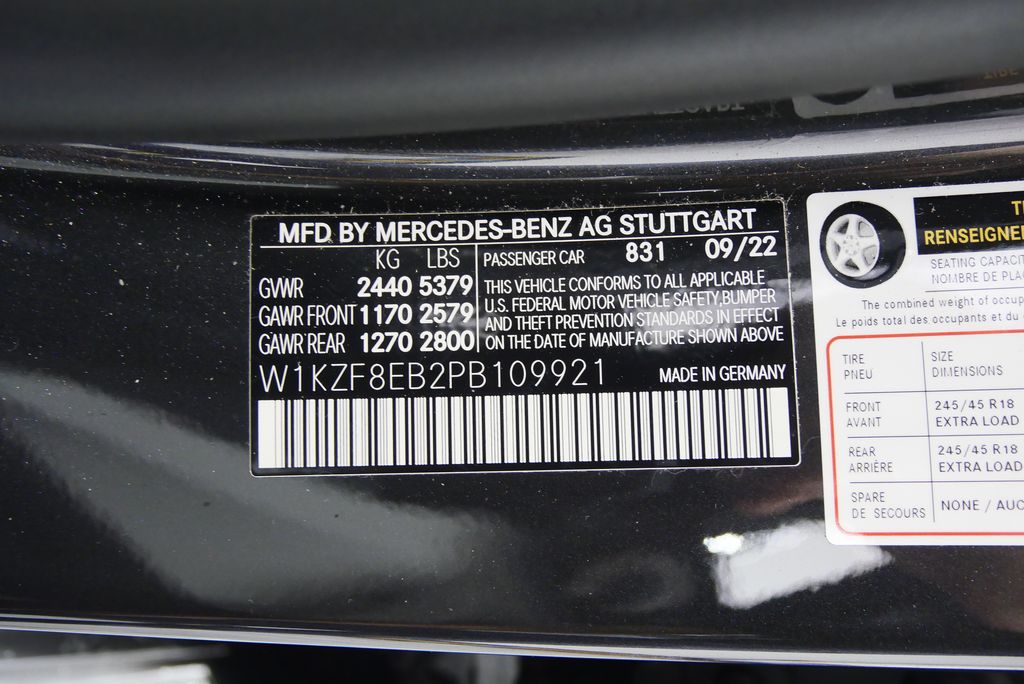 MFD BY MERCEDES-BENZ AG STUTTGART
KG LBS
GVWR 2440 5379
GAWR FRONT 1170 2579
GAWR REAR 1270 2800
PASSENGER CAR 831 09/22
THIS VEHICLE CONFORMS TO ALL APPLICABLE
U.S. FEDERAL MOTOR VEHICLE SAFETY, BUMPER
AND THEFT PREVENTION STANDARDS IN EFFECT
ON THE DATE OF MANUFACTURE SHOWN ABOVE
W1KZF8EB2PB109921 MADE IN GERMANY
RENSEIGNE
SEATING CAPACIT
NOMBRE DE PLA
The combined weight of occup
Le poids total des occupants et du
TIRE SIZE
PNEU DIMENSIONS
FRONT 245/45 R18
AVANT EXTRA LOAD
REAR 245/45 R18
ARRIÈRE EXTRA LOAD
SPARE
DE SECOURS NONE / AUC